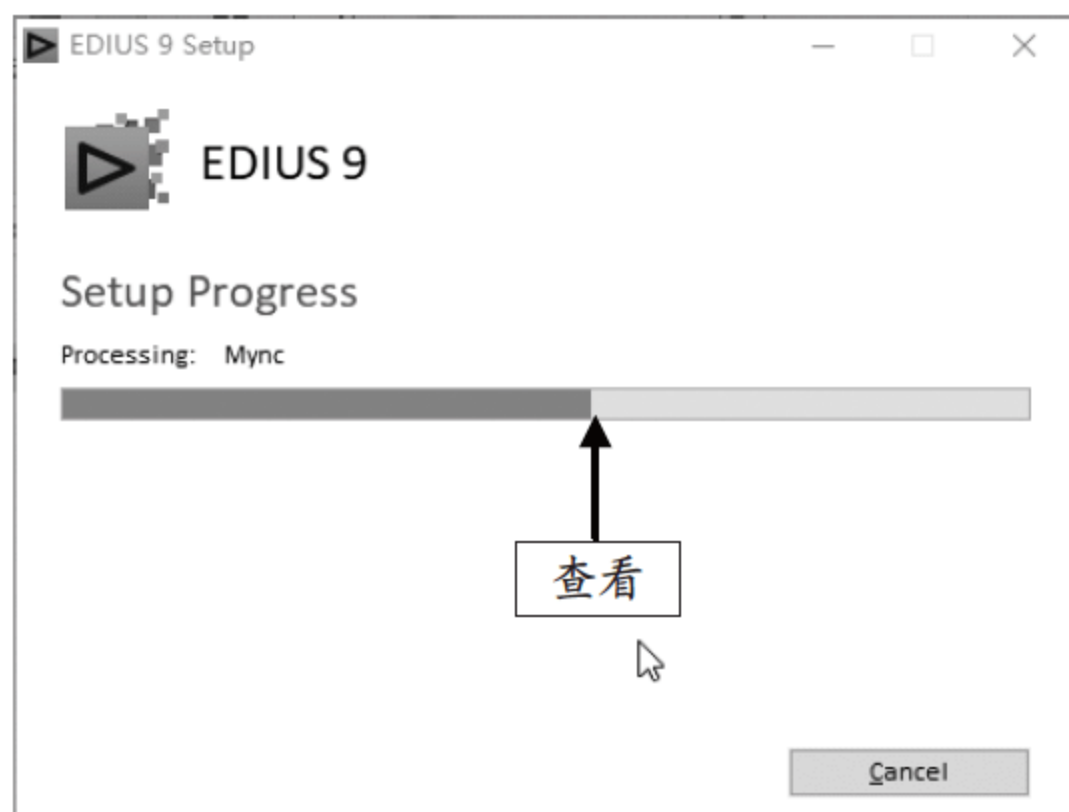 EDIUS 9 Setup
EDIUS 9
Setup Progress
Processing: Mync
查看
Cancel